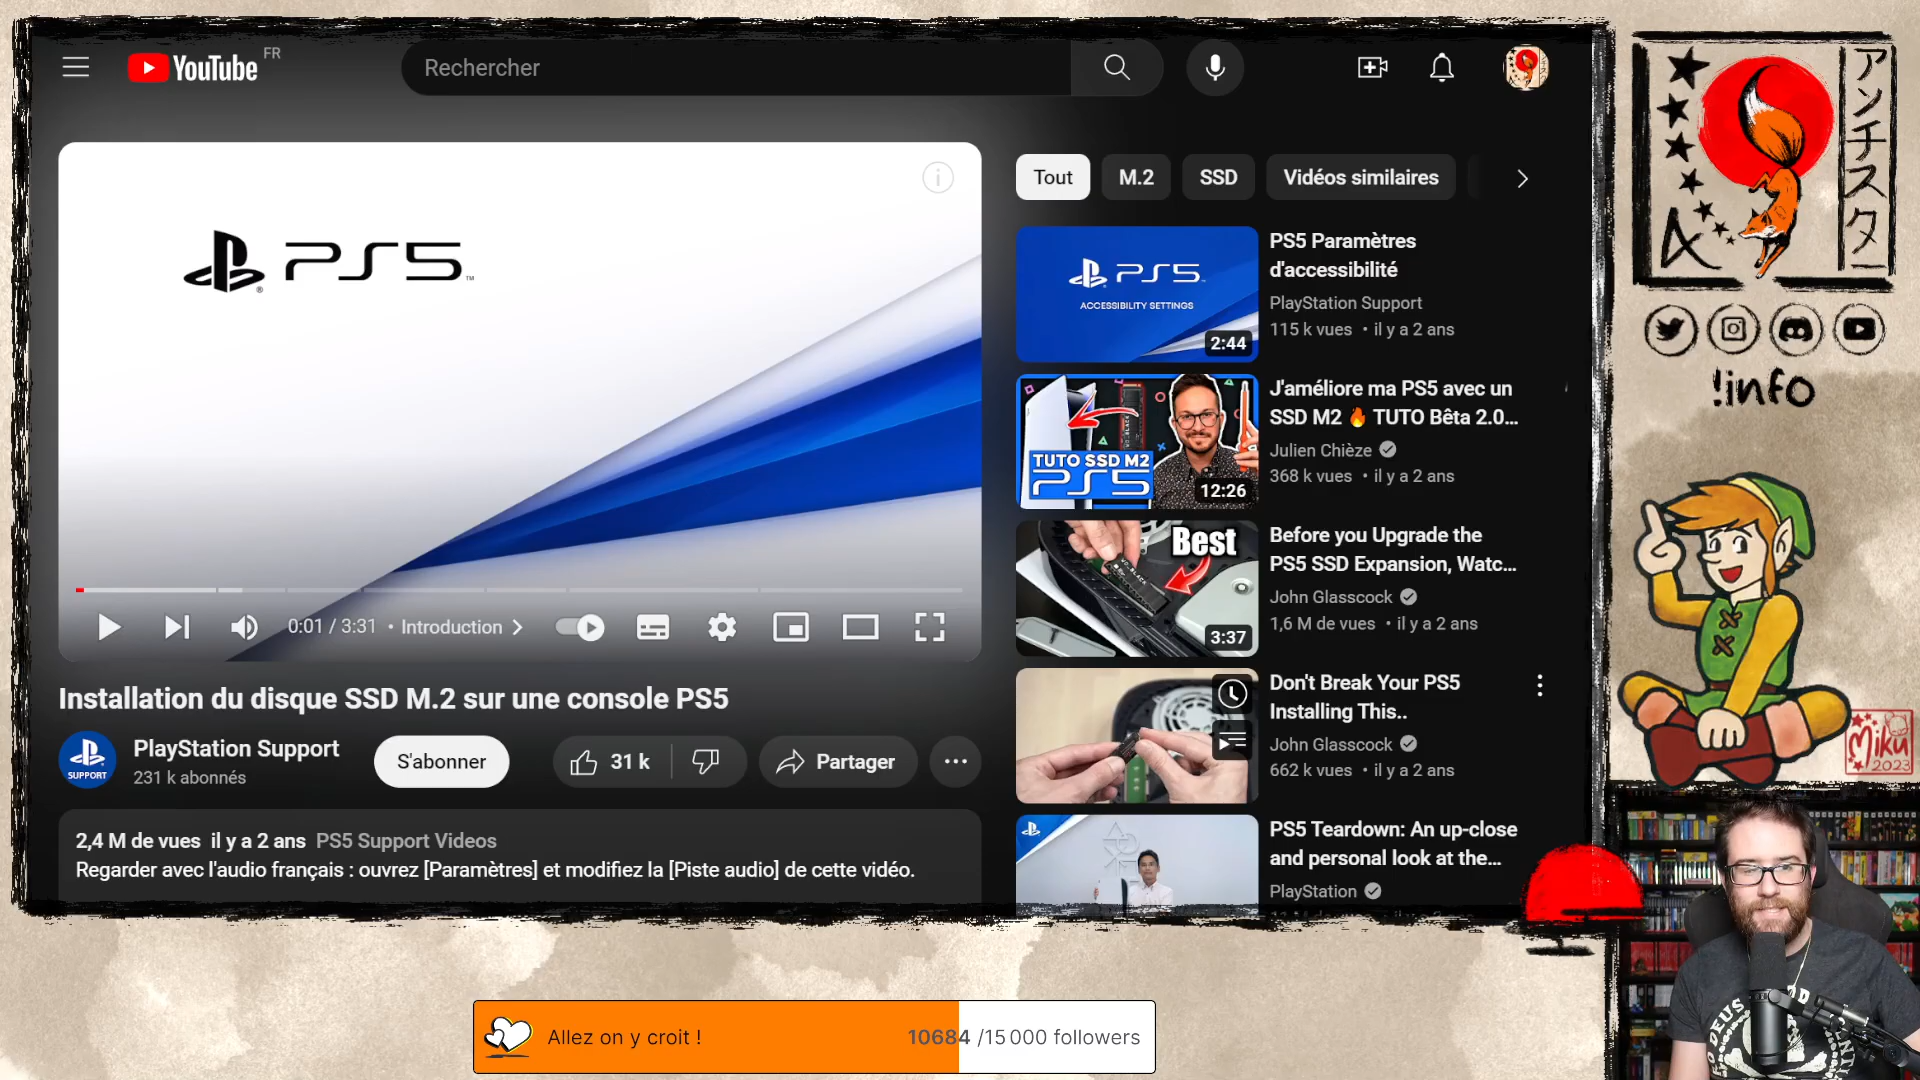 YouTube FR
Rechercher
PS5
Tout
M.2
SSD
Vidéos similaires
PS5
ACCESSIBILITY SETTINGS
2:44
PS5 Paramètres
d'accessibilité
PlayStation Support
115 k vues • il y a 2 ans
TUTO SSD M2
PS5
12:26
J'améliore ma PS5 avec un
SSD M2 🔥 TUTO Bêta 2.0...
Julien Chièze
368 k vues • il y a 2 ans
Best
3:37
Before you Upgrade the
PS5 SSD Expansion, Watc...
John Glasscock
1,6 M de vues • il y a 2 ans
Don't Break Your PS5
Installing This..
John Glasscock
662 k vues • il y a 2 ans
PS5 Teardown: An up-close
and personal look at the...
PlayStation
0:01 / 3:31 • Introduction
Installation du disque SSD M.2 sur une console PS5
SUPPORT
PlayStation Support
231 k abonnés
S'abonner
31 k
Partager
2,4 M de vues il y a 2 ans PS5 Support Videos
Regarder avec l'audio français : ouvrez [Paramètres] et modifiez la [Piste audio] de cette vidéo.
アンチスター
A
!info
Miku
2023
Allez on y croit !
10684 /15 000 followers